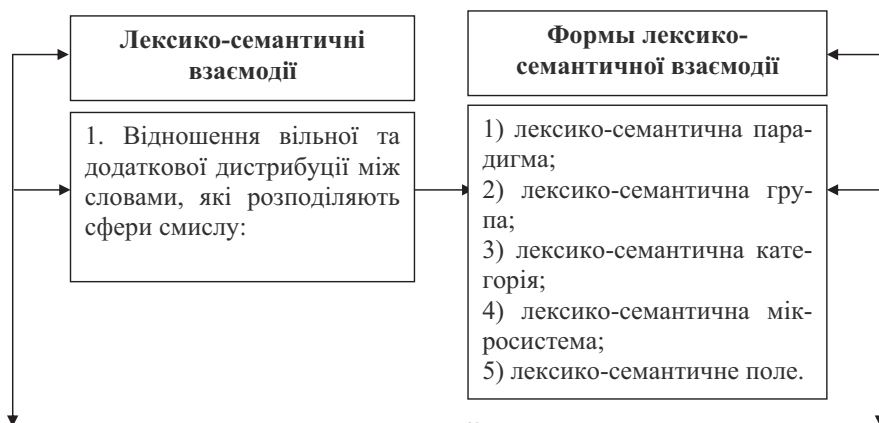 Лексико-семантичні
взаємодії
Формы лексико-
семантичної взаємодії
1. Відношення вільної та
додаткової дистрибуції між
словами, які розподіляють
сфери смислу:
1) лексико-семантична пара-
дигма;
2) лексико-семантична гру-
па;
3) лексико-семантична кате-
горія;
4) лексико-семантична мік-
росистема;
5) лексико-семантичне поле.